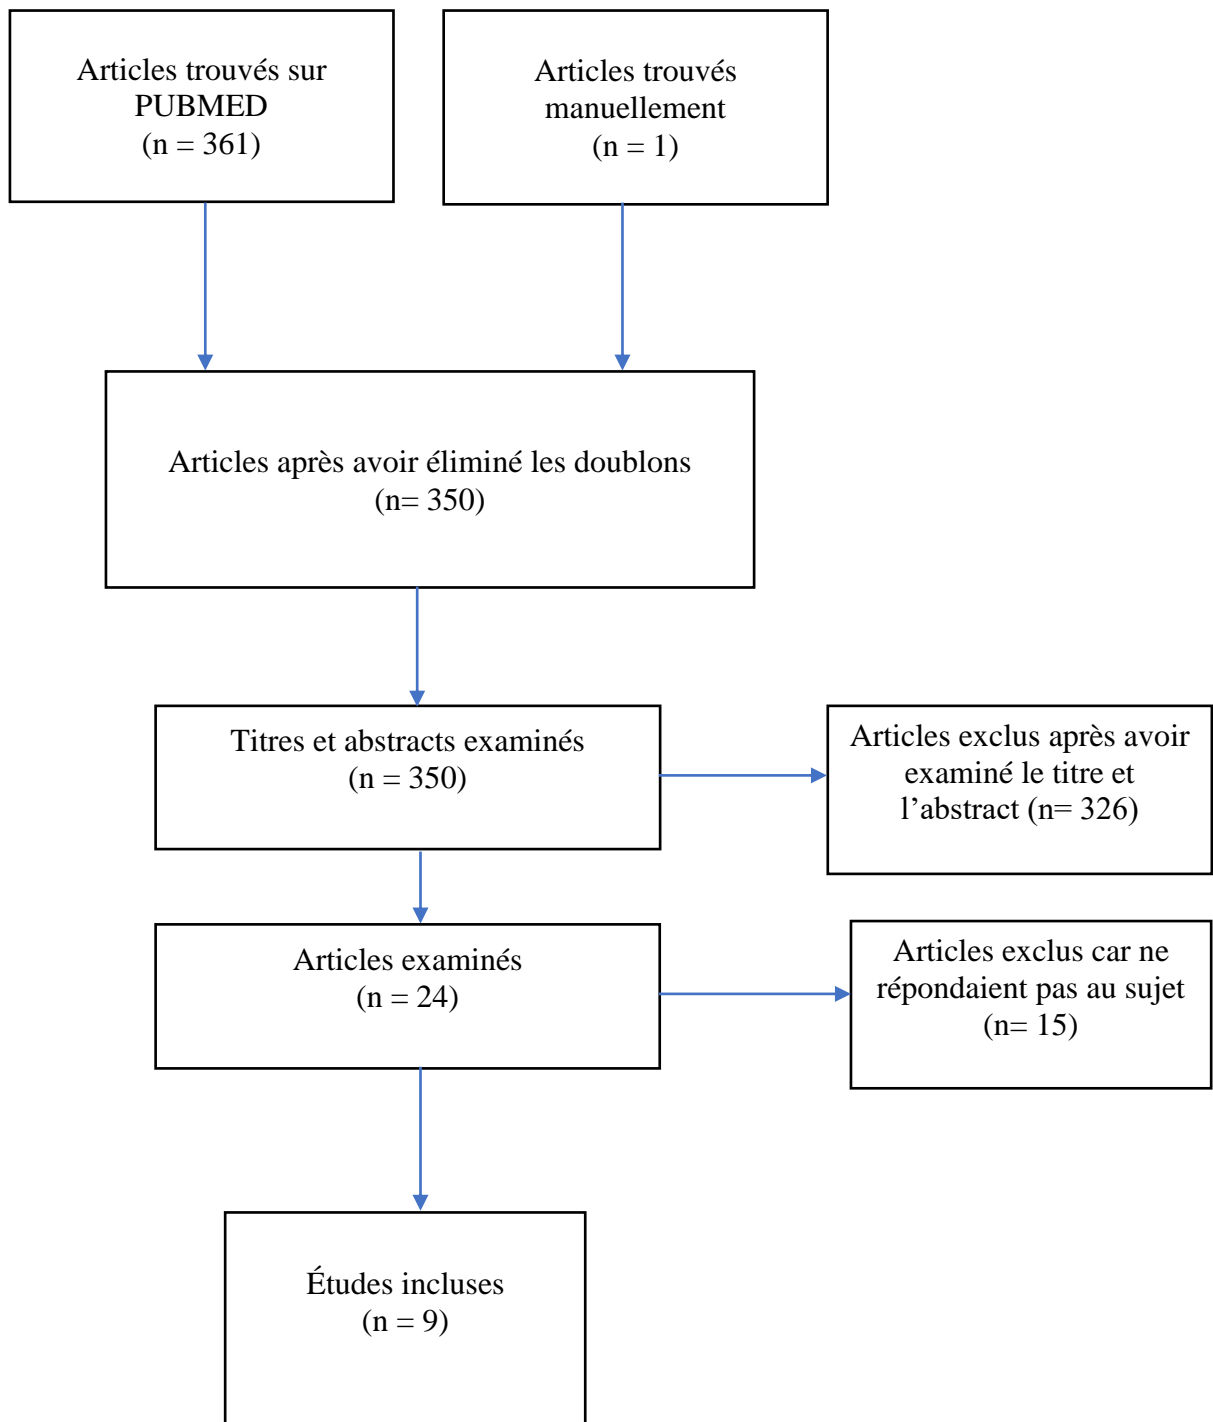 Articles trouvés sur
PUBMED
(n = 361)
Articles trouvés
manuellement
(n = 1)
Articles après avoir éliminé les doublons
(n= 350)
Titres et abstracts examinés
(n = 350)
Articles exclus après avoir
examiné le titre et
l’abstract (n= 326)
Articles examinés
(n = 24)
Articles exclus car ne
répondaient pas au sujet
(n= 15)
Études incluses
(n = 9)